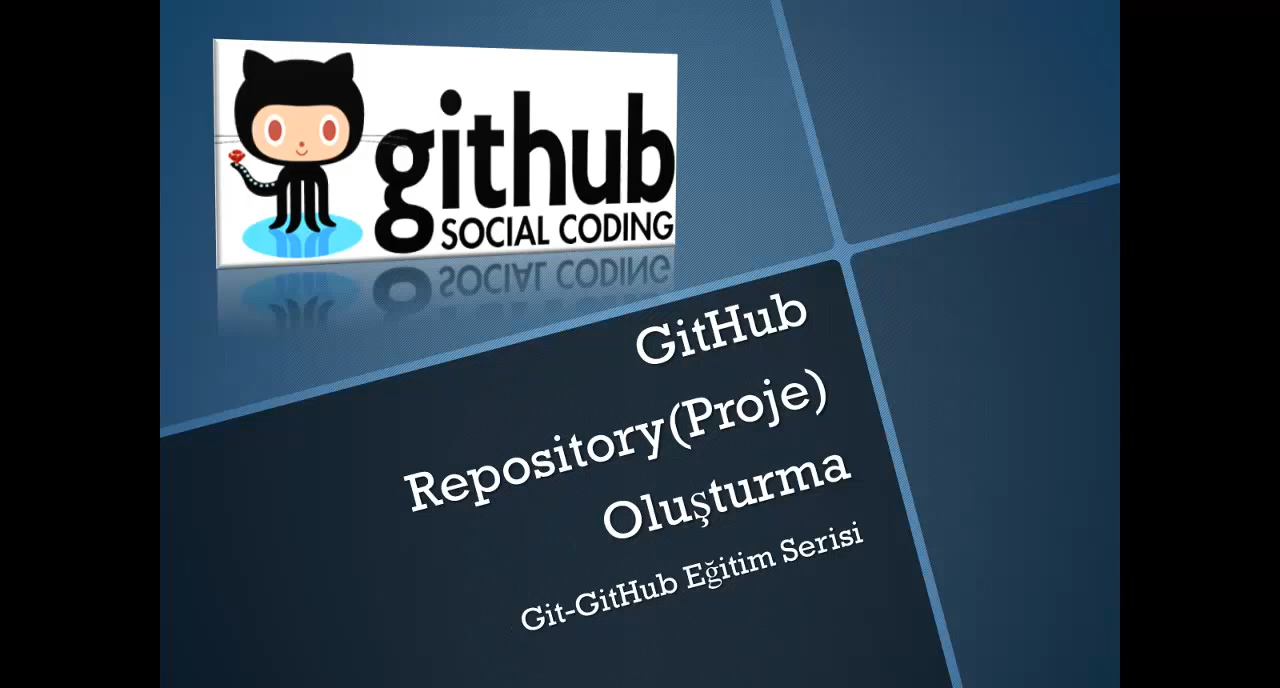 github
SOCIAL CODING
GitHub
Repository(Proje)
Oluşturma
Git-GitHub Eğitim Serisi